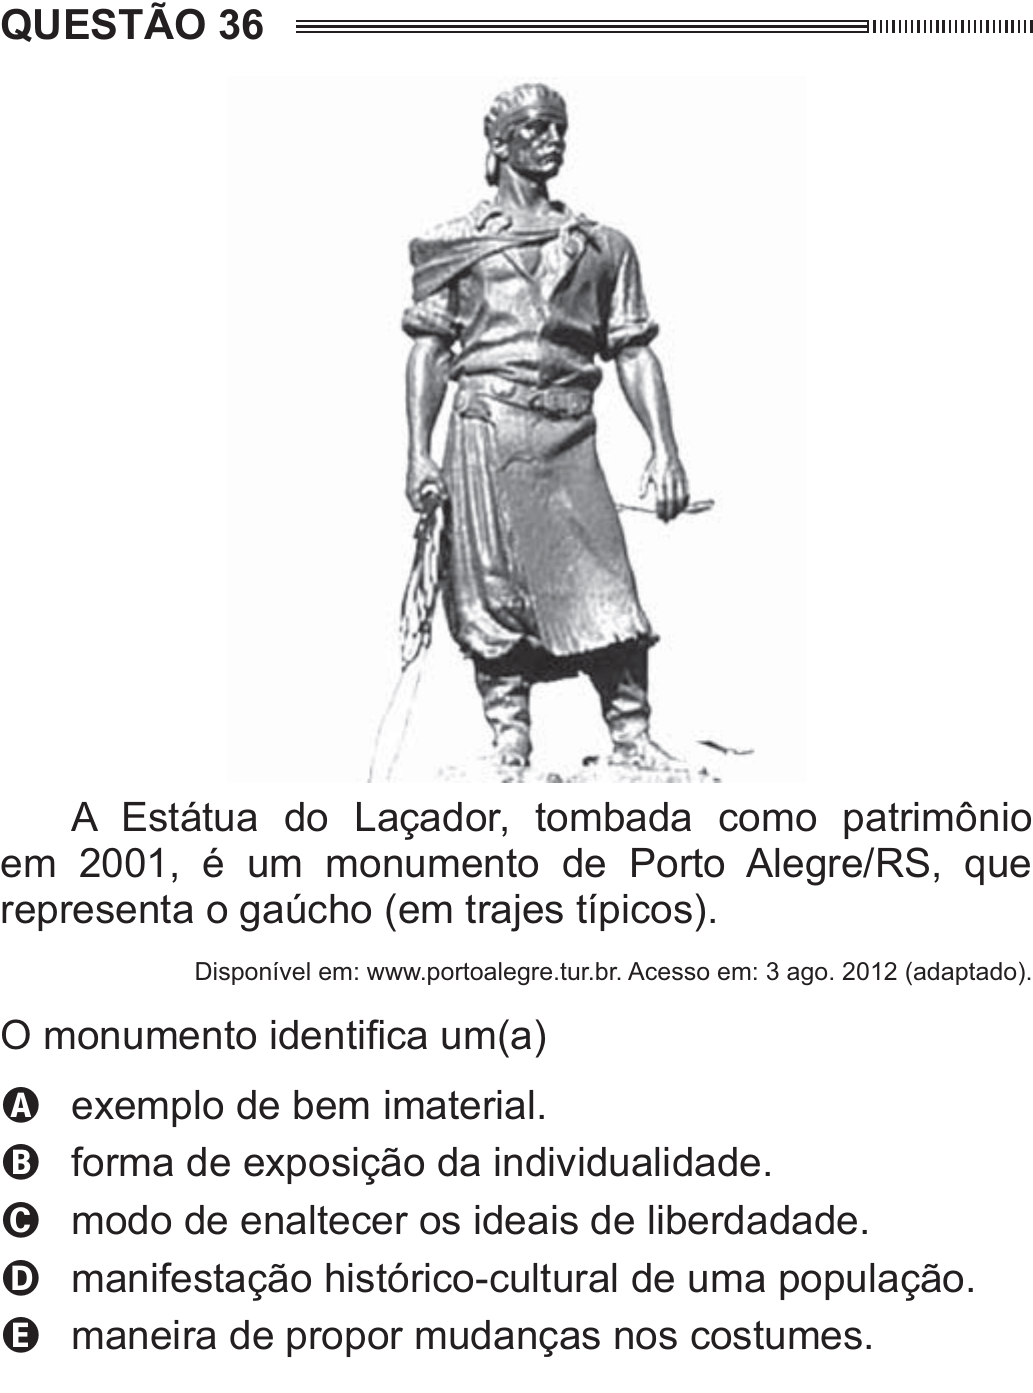 QUESTÃO 36
A Estátua do Laçador, tombada como patrimônio
em 2001, é um monumento de Porto Alegre/RS, que
representa o gaúcho (em trajes típicos).
Disponível em: www.portoalegre.tur.br. Acesso em: 3 ago. 2012 (adaptado).
O monumento identifica um(a)
A exemplo de bem imaterial.
B forma de exposição da individualidade.
C modo de enaltecer os ideais de liberdadade.
D manifestação histórico-cultural de uma população.
E maneira de propor mudanças nos costumes.